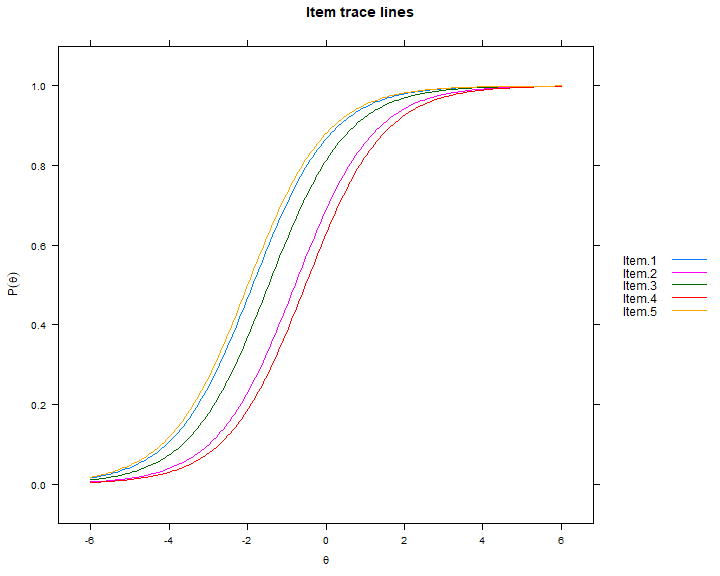 Item trace lines
1.0
0.8
0.6
0.4
0.2
0.0
P(θ)
-6 -4 -2 0 2 4 6
θ
Item.1
Item.2
Item.3
Item.4
Item.5